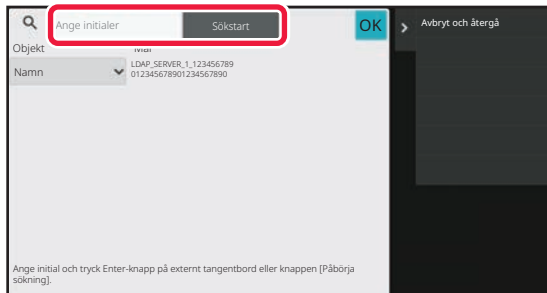 Ange initialer
Sökstart
OK
Avbryt och återgå
Objekt
Mål
Namn
LDAP_SERVER_1_123456789
012345678901234567890
Ange initial och tryck Enter-knapp på externt tangentbord eller knappen [Påbörja
sökning].